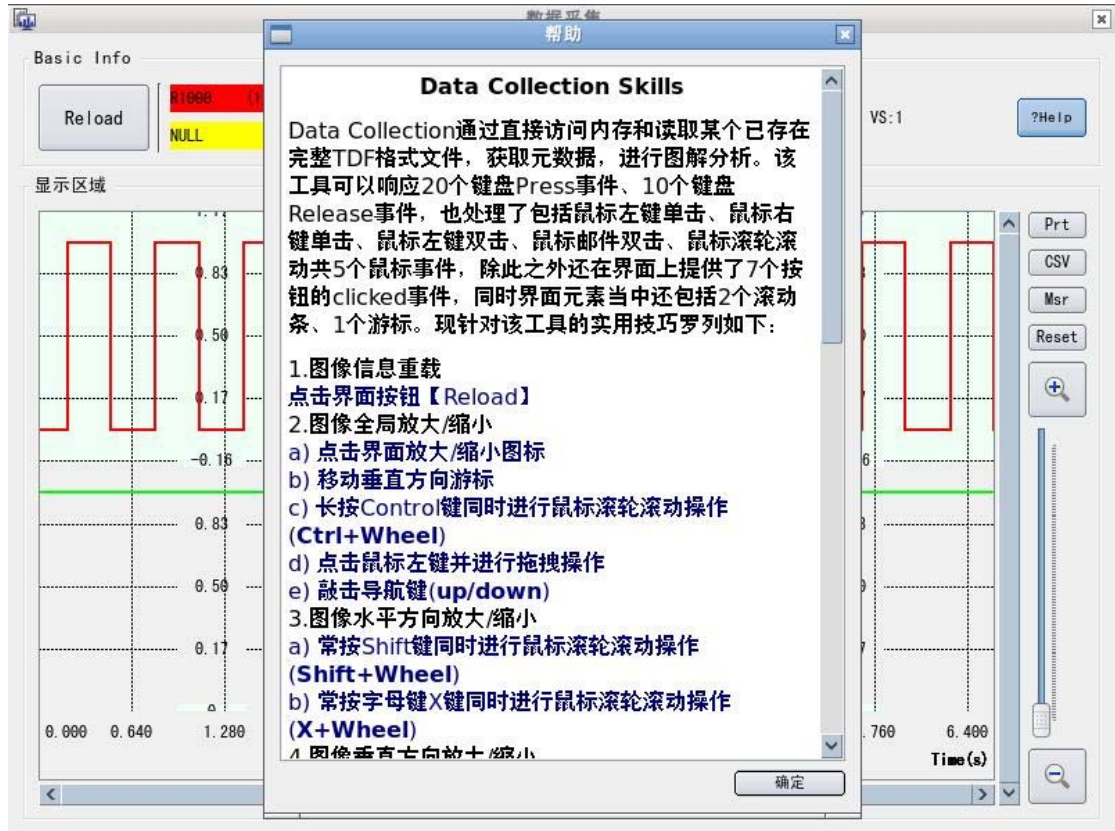 数据采集
帮助
Basic Info
Reload
R1000
NULL
VS:1
?Help
显示区域
Data Collection Skills
Data Collection通过直接访问内存和读取某个已存在
完整TDF格式文件，获取元数据，进行图解分析。该
工具可以响应20个键盘Press事件、10个键盘
Release事件，也处理了包括鼠标左键单击、鼠标右
键单击、鼠标左键双击、鼠标邮件双击、鼠标滚轮滚
动共5个鼠标事件，除此之外还在界面上提供了7个按
钮的clicked事件，同时界面元素当中还包括2个滚动
条、1个游标。现针对该工具的实用技巧罗列如下：
1.图像信息重载
点击界面按钮【Reload】
2.图像全局放大/缩小
a) 点击界面放大/缩小图标
b) 移动垂直方向游标
c) 长按Control键同时进行鼠标滚轮滚动操作
(Ctrl+Wheel)
d) 点击鼠标左键并进行拖拽操作
e) 敲击导航键(up/down)
3.图像水平方向放大/缩小
a) 常按Shift键同时进行鼠标滚轮滚动操作
(Shift+Wheel)
b) 常按字母键X键同时进行鼠标滚轮滚动操作
(X+Wheel)
4.图像垂直方向放大/缩小
确定
Prt
CSV
Msr
Reset
0.83
0.50
0.17
-0.16
0.83
0.50
0.17
0.000 0.640 1.280 .760 6.400
Time(s)